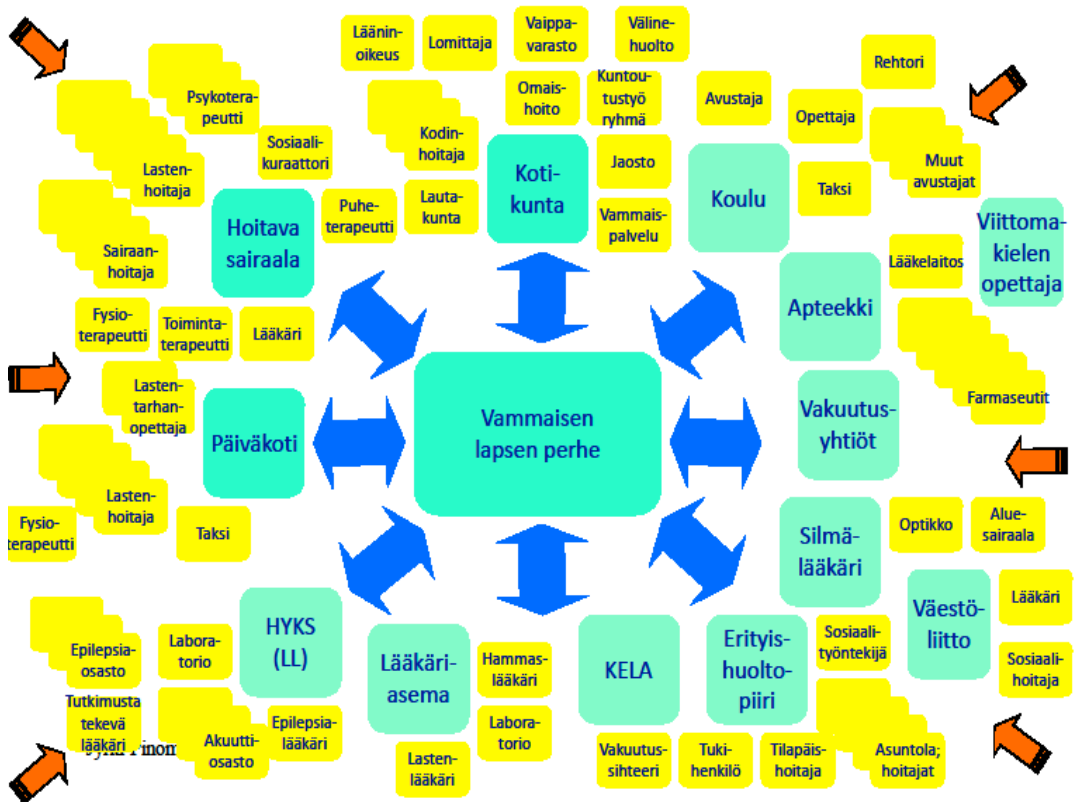 Läänin-
oikeus
Lomittaja
Vaippa-
varasto
Väline-
huolto
Rehtori
Psykotera-
peutti
Omais-
hoito
Kuntou-
tustyö
ryhmä
Avustaja
Opettaja
Sosiaali-
kuraattori
Kodin-
hoitaja
Lasten-
hoitaja
Koti-
kunta
Jaosto
Koulu
Taksi
Muut
avustajat
Puhe-
terapeutti
Lauta-
kunta
Vammais-
palvelu
Hoitava
sairaala
Sairaan-
hoitaja
Viittoma-
kielen
opettaja
Lääkelaitos
Apteekki
Fysio-
terapeutti
Toiminta-
terapeutti
Lääkäri
Lasten-
tarhan-
opettaja
Farmaseutit
Vammaisen
lapsen perhe
Vakuutus-
yhtiöt
Päiväkoti
Lasten-
hoitaja
Fysio-
terapeutti
Taksi
Silmä-
lääkäri
Optikko
Alue-
sairaala
HYKS
(LL)
Epilepsia-
osasto
Labora-
torio
Lääkäri-
asema
Hammas-
lääkäri
KELA
Erityis-
huolto-
piiri
Sosiaali-
työntekijä
Väestö-
liitto
Lääkäri
Sosiaali-
hoitaja
Tutkimusta
tekevä
lääkäri
Akuutti-
osasto
Epilepsia-
lääkäri
Labora-
torio
Lasten-
lääkäri
Vakuutus-
sihteeri
Tuki-
henkilö
Tilapäis-
hoitaja
Asuntola;
hoitajat